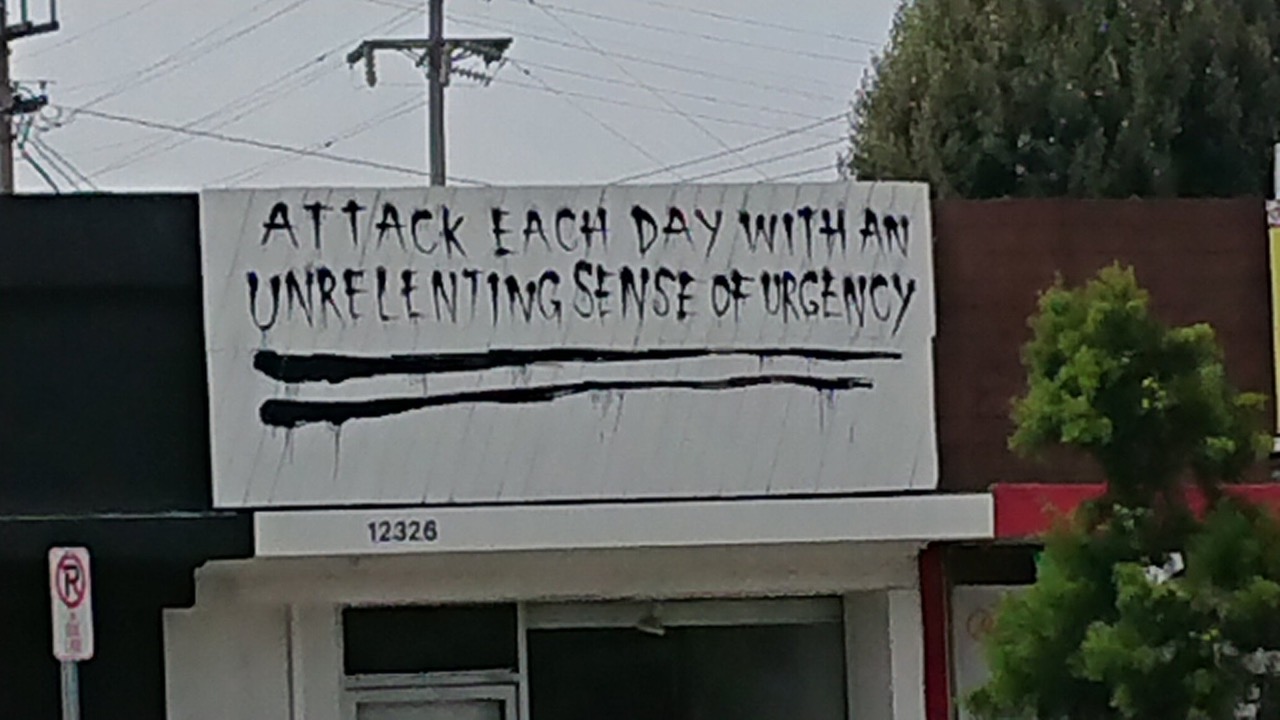 ATTACK EACH DAY WITH AN
UNRELENTING SENSE OF URGENCY
12326